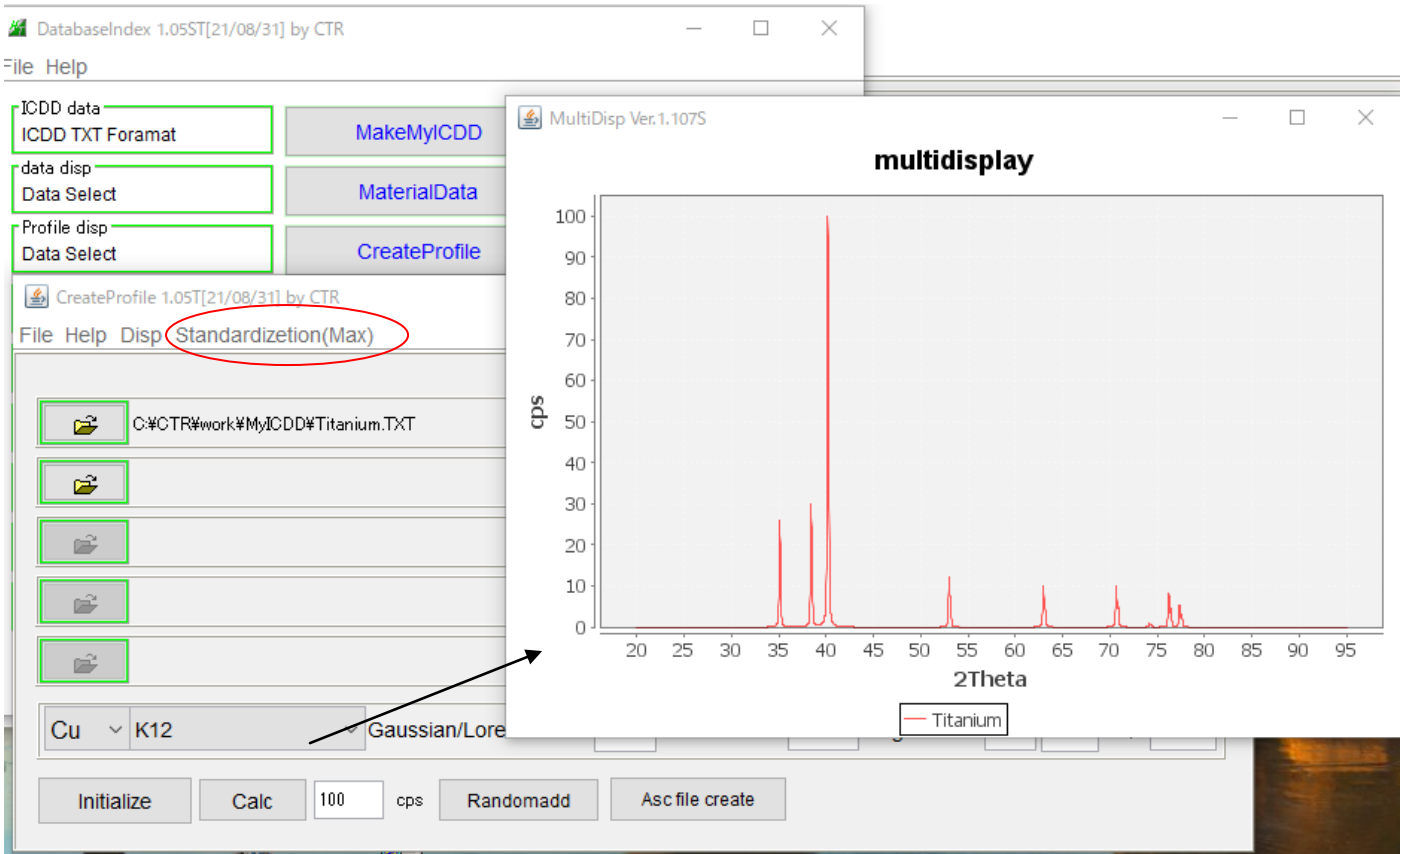 DatabaseIndex 1.05ST[21/08/31] by CTR
File Help
ICDD data
ICDD TXT Foramat
MakeMyICDD
data disp
Data Select
MaterialData
Profile disp
Data Select
CreateProfile
CreateProfile 1.05T[21/08/31] by CTR
File Help Disp Standardizetion(Max)
C:¥CTR¥work¥MyICDD¥Titanium.TXT
Cu K12 Gaussian/Lore
Initialize Calc 100 cps Randomadd Asc file create
MultiDisp Ver.1.107S
multidisplay
cps
100
90
80
70
60
50
40
30
20
10
0
20 25 30 35 40 45 50 55 60 65 70 75 80 85 90 95
2Theta
Titanium